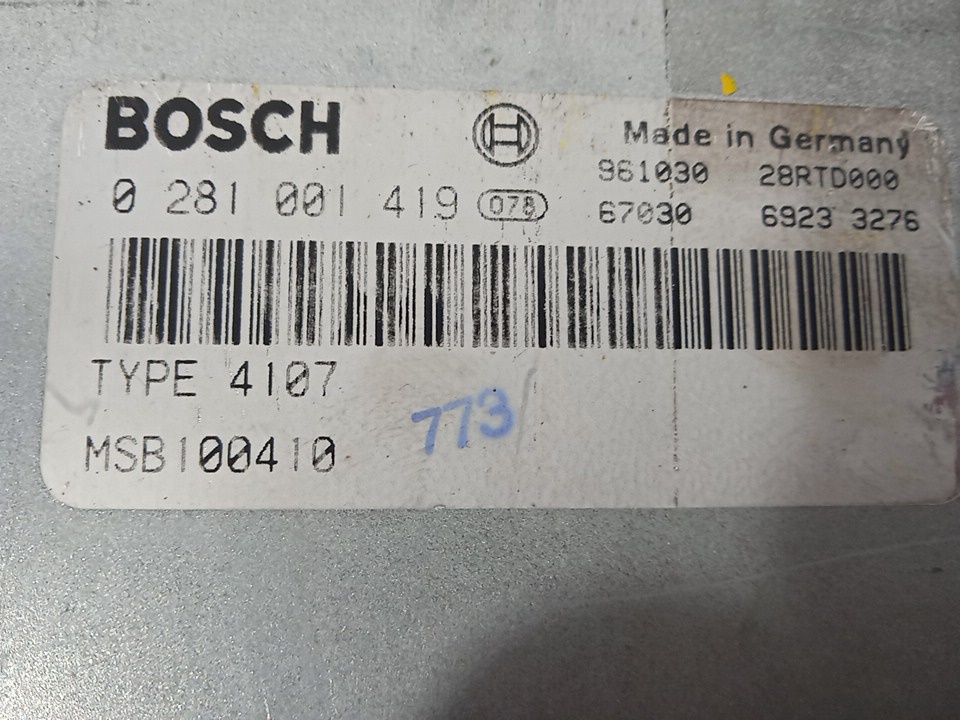 BOSCH
Made in Germany
961030 28RTD000
0 281 001 419 078
67030 6923 3276
TYPE 4107
773
MSB100410